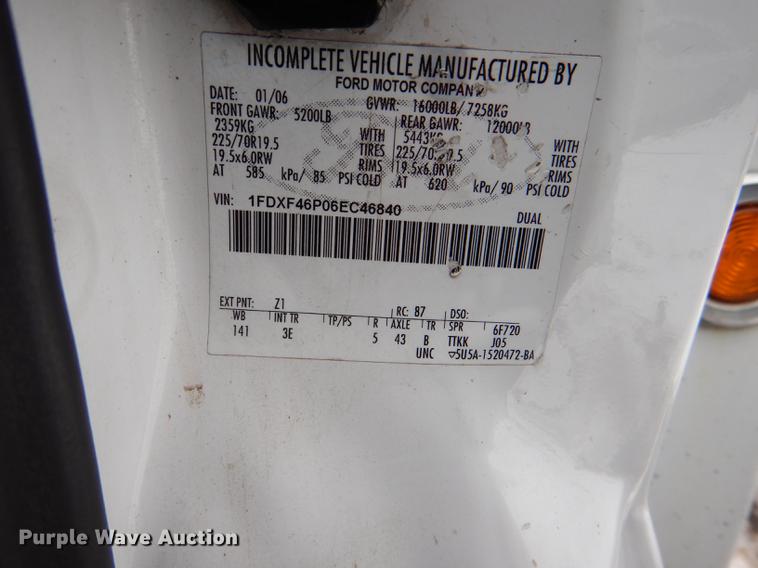 INCOMPLETE VEHICLE MANUFACTURED BY
FORD MOTOR COMPANY
DATE: 01/06 GVWR: 16000LB/ 7258KG
FRONT GAWR: 5200LB REAR GAWR: 12000LB
2359KG WITH 5443KG WITH
225/70R19.5 TIRES 225/70R19.5 TIRES
19.5x6.0RW RIMS 19.5x6.0RW RIMS
AT 585 kPa/ 85 PSI COLD AT 620 kPa/ 90 PSI COLD
VIN: 1FDXF46P06EC46840 DUAL
EXT PNT: Z1 RC: 87 DSO:
WB INT TR TP/PS R AXLE TR SPR 6F720
141 3E 5 43 B TTKK J05
UNC ▽5U5A-1520472-BA
Purple Wave Auction